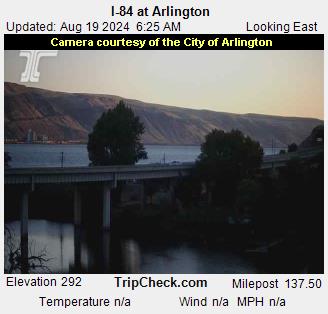 I-84 at Arlington
Updated: Aug 19 2024 6:25 AM Looking East
Camera courtesy of the City of Arlington
Elevation 292 TripCheck.com Milepost 137.50
Temperature n/a Wind n/a MPH n/a